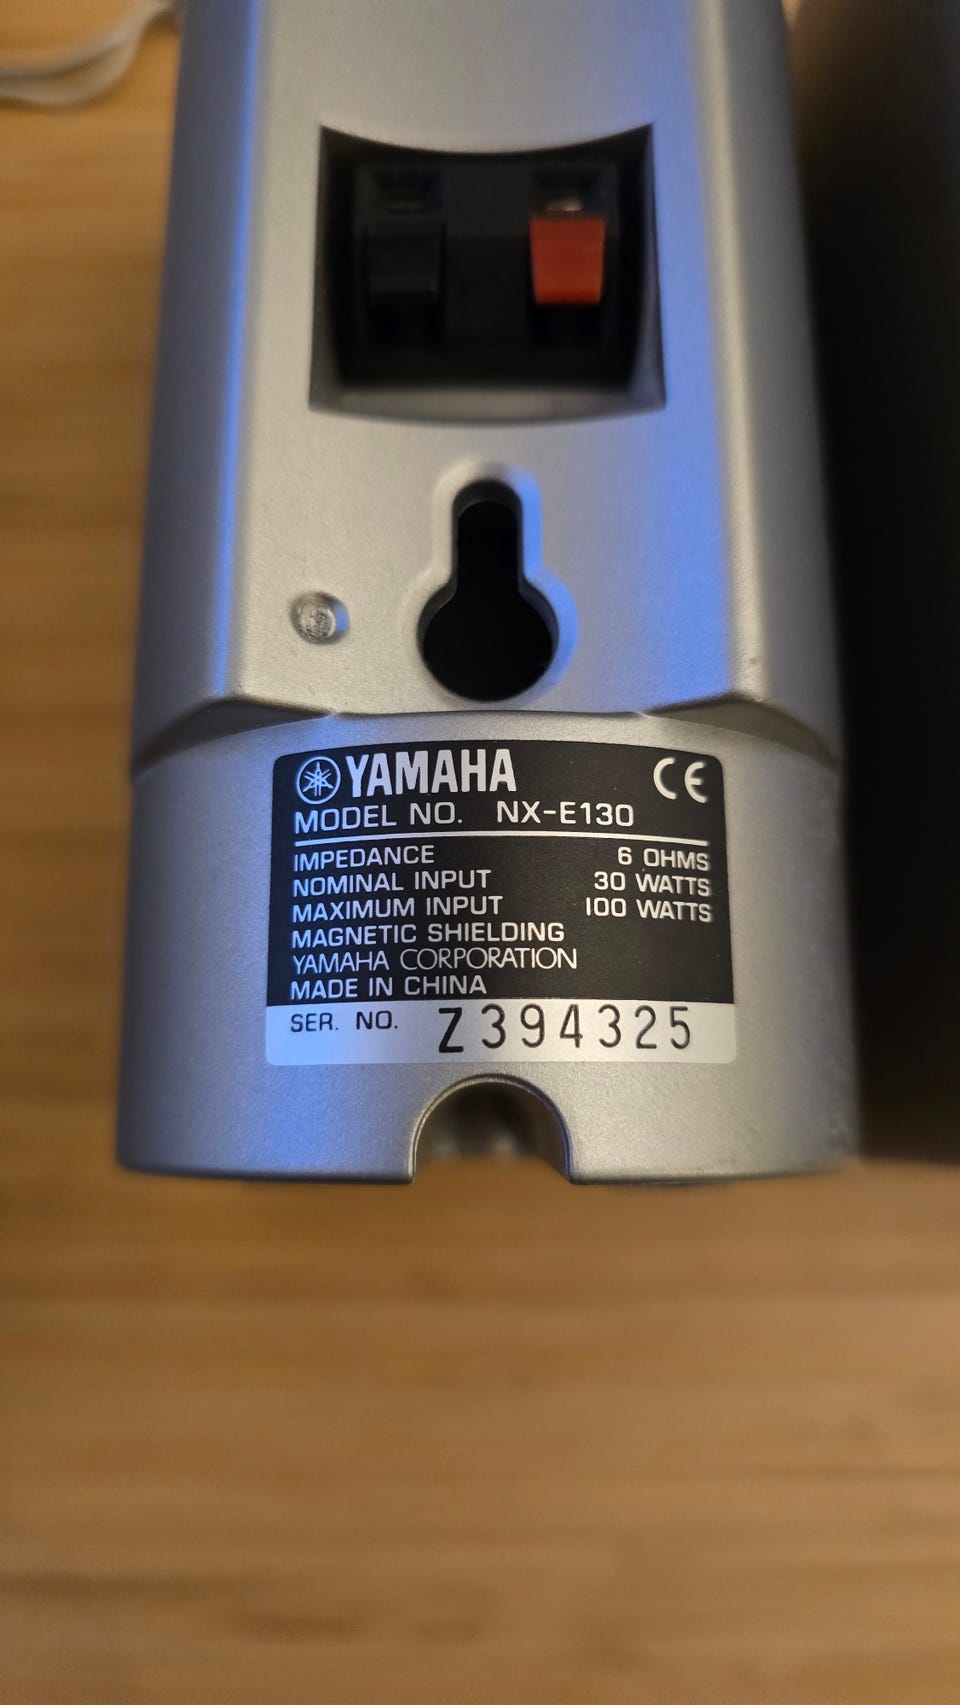 YAMAHA CE
MODEL NO. NX-E130
IMPEDANCE 6 OHMS
NOMINAL INPUT 30 WATTS
MAXIMUM INPUT 100 WATTS
MAGNETIC SHIELDING
YAMAHA CORPORATION
MADE IN CHINA
SER. NO. Z394325